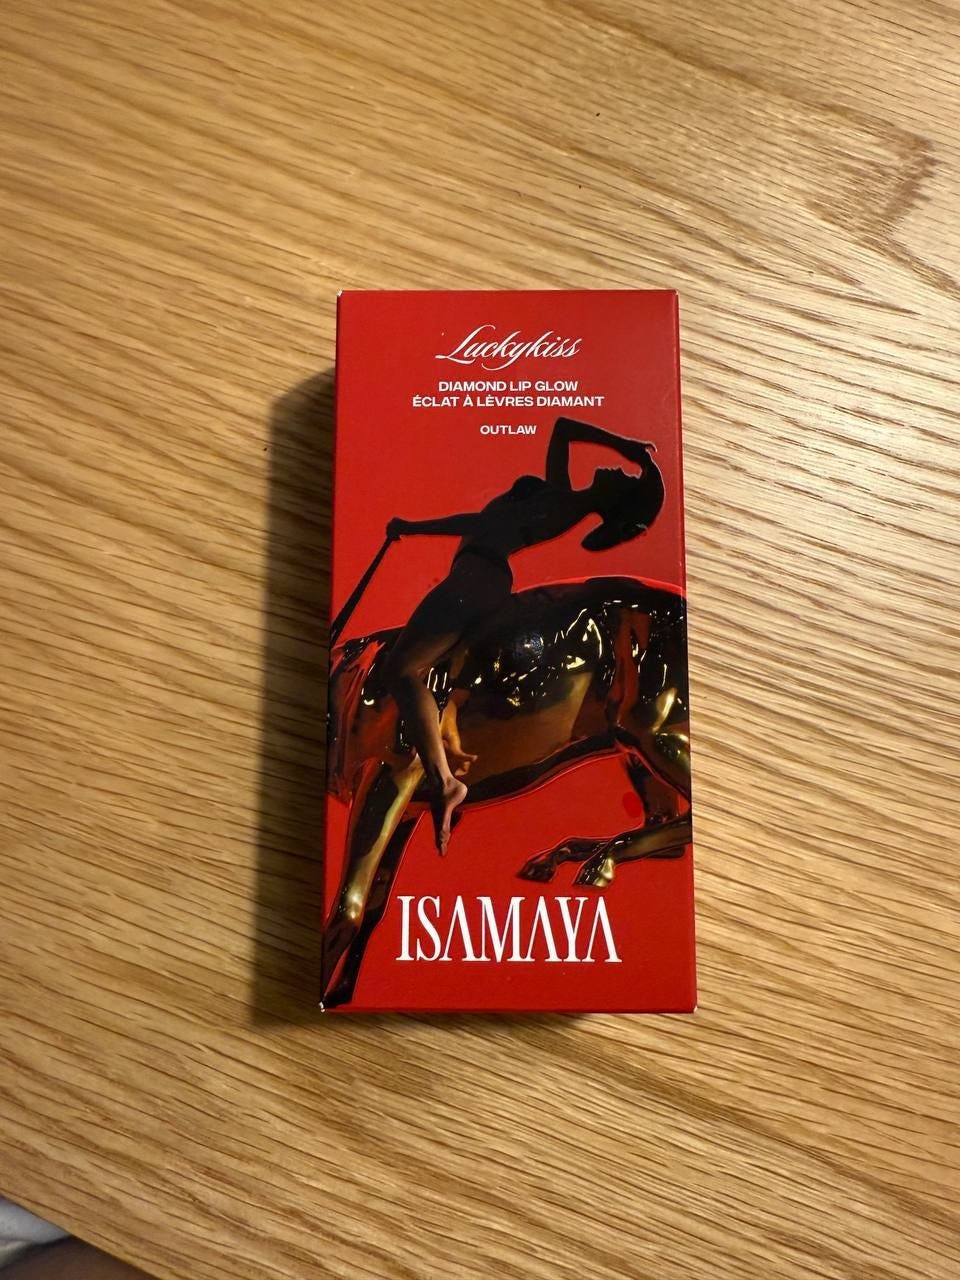 Luckykiss
DIAMOND LIP GLOW
ÉCLAT À LÈVRES DIAMANT
OUTLAW
ISAMAYA